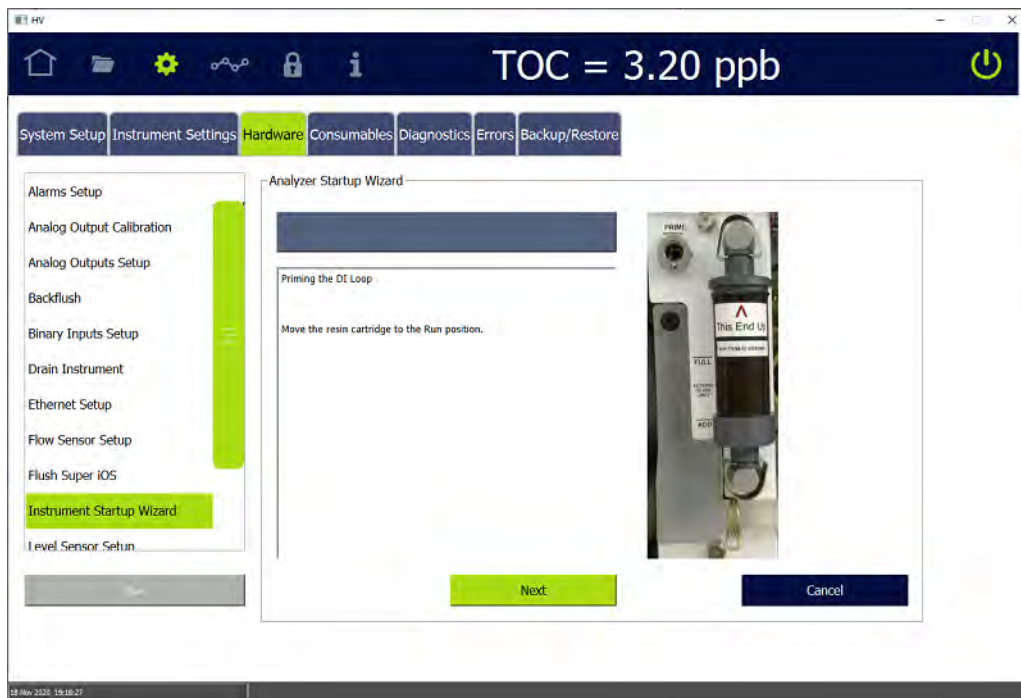 HV
TOC = 3.20 ppb
System Setup Instrument Settings Hardware Consumables Diagnostics Errors Backup/Restore
Alarms Setup
Analog Output Calibration
Analog Outputs Setup
Backflush
Binary Inputs Setup
Drain Instrument
Ethernet Setup
Flow Sensor Setup
Flush Super iOS
Instrument Startup Wizard
Level Sensor Setup
Analyzer Startup Wizard
Priming the DI Loop
Move the resin cartridge to the Run position.
PRIME
This End Up
FULL
ADD
Next
Cancel
18 Nov 2020 19:18:27